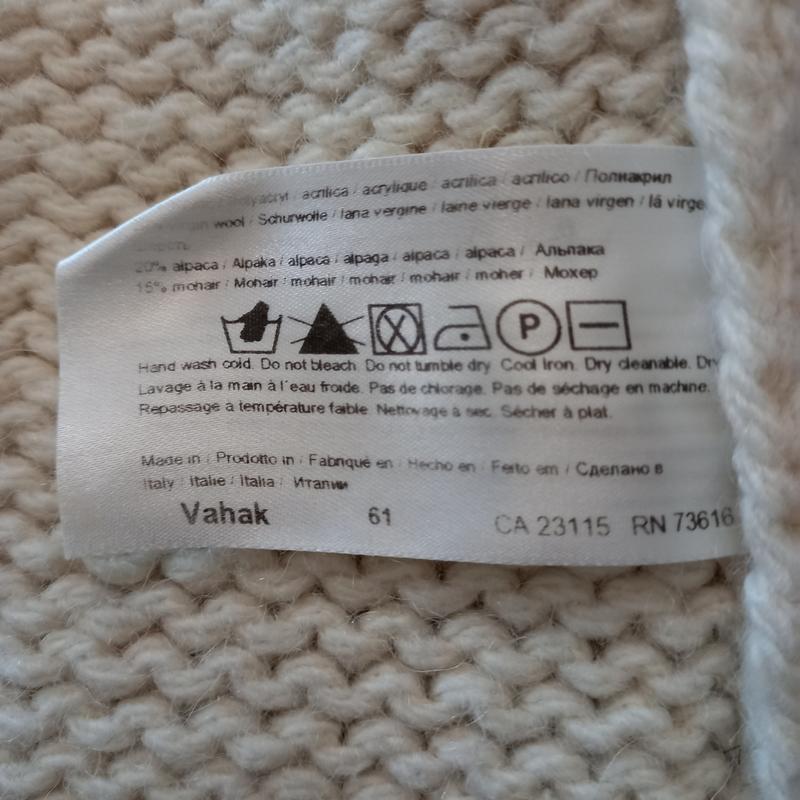 acrilica / acrylique / acrilica / acrilico / Полиакрил
wool / Schurwolle / lana vergine / laine vierge / lana virgen / lã virge
20% alpaca / Alpaka / alpaca / alpaga / alpaca / alpaca / Альпака
15% mohair / Mohair / mohair / mohair / mohair / moher / Мохер
P
Hand wash cold. Do not bleach. Do not tumble dry. Cool Iron. Dry cleanable. Dry
Lavage à la main à l'eau froide. Pas de chlorage. Pas de séchage en machine.
Repassage à température faible. Nettoyage à sec. Sécher à plat.
Made in / Prodotto in / Fabriqué en / Hecho en / Feito em / Сделано в
Italy / Italie / Italia / Италии
Vahak 61 CA 23115 RN 73616